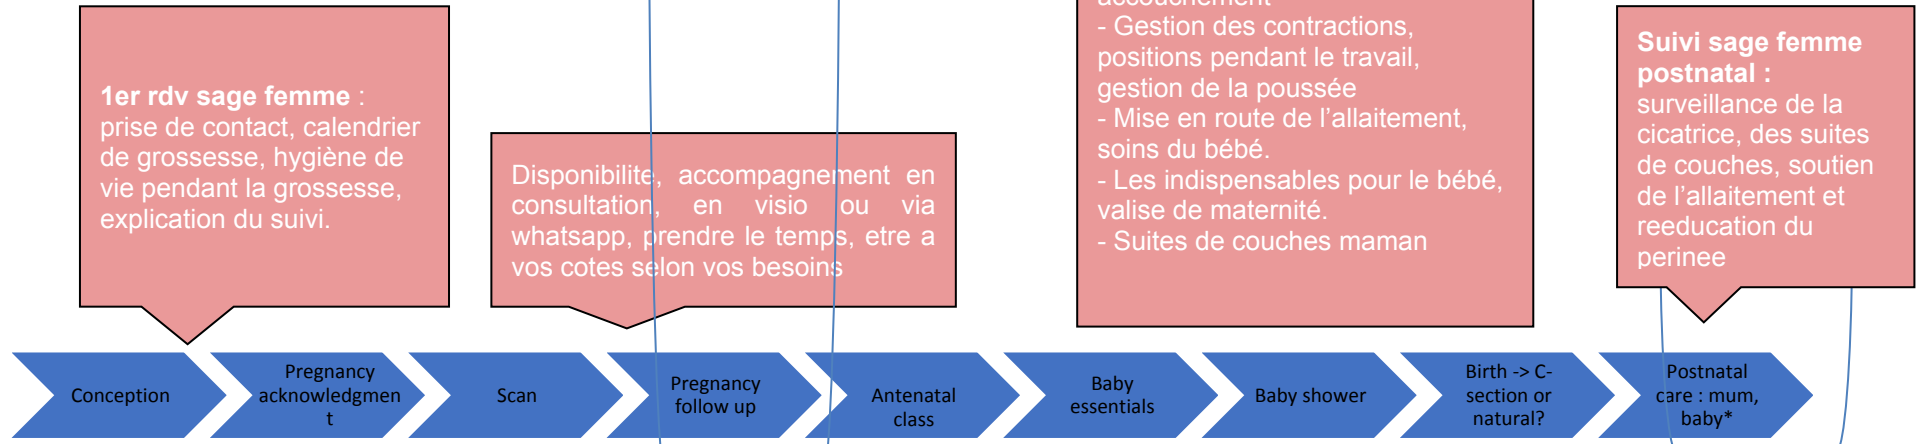 1er rdv sage femme :
prise de contact, calendrier
de grossesse, hygiène de
vie pendant la grossesse,
explication du suivi.
Disponibilite, accompagnement en
consultation, en visio ou via
whatsapp, prendre le temps, etre a
vos cotes selon vos besoins
accouchement
- Gestion des contractions,
positions pendant le travail,
gestion de la poussée
- Mise en route de l’allaitement,
soins du bébé.
- Les indispensables pour le bébé,
valise de maternité.
- Suites de couches maman
Suivi sage femme
postnatal :
surveillance de la
cicatrice, des suites
de couches, soutien
de l’allaitement et
reeducation du
perinee
Conception
Pregnancy
acknowledgmen
t
Scan
Pregnancy
follow up
Antenatal
class
Baby
essentials
Baby shower
Birth -> C-
section or
natural?
Postnatal
care : mum,
baby*